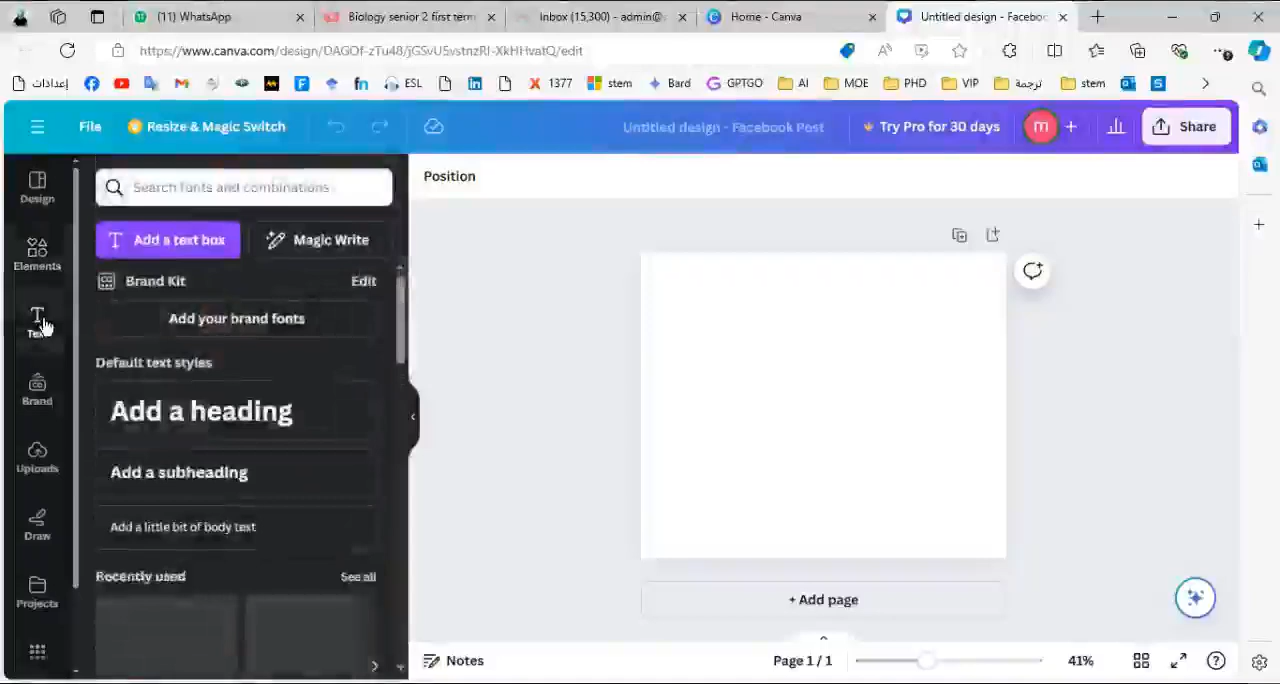 (11) WhatsApp
Biology senior 2 first term
Inbox (15,300) - admin@
Home - Canva
Untitled design - Faceboo
https://www.canva.com/design/DAGOf-zTu48/jGSvU5vstnzRI-XkHHvatQ/edit
إعدادات
ESL
1377
stem
Bard
GPTGO
AI
MOE
PHD
VIP
ترجمة
stem
File
Resize & Magic Switch
Untitled design - Facebook Post
Try Pro for 30 days
m
Share
Design
Elements
Text
Brand
Uploads
Draw
Projects
Search fonts and combinations
Add a text box
Magic Write
Brand Kit
Edit
Add your brand fonts
Default text styles
Add a heading
Add a subheading
Add a little bit of body text
Recently used
See all
Position
+ Add page
Notes
Page 1 / 1
41%